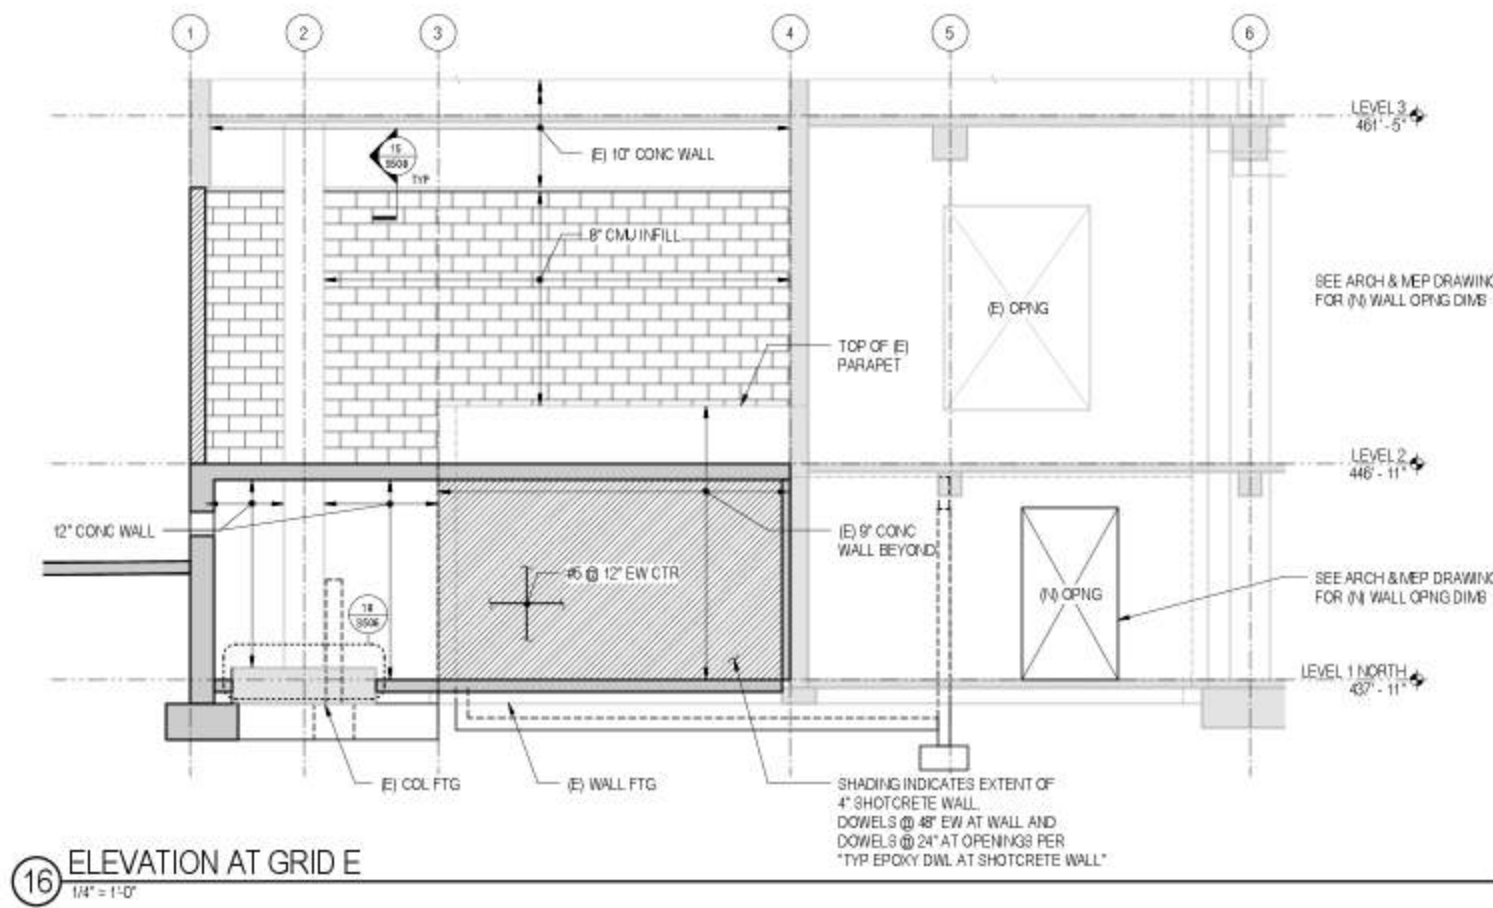 1 2 3 4 5 6
LEVEL 3
461' - 5"
15
TYP
(E) 10" CONC WALL
8" CMU INFILL
(E) OPNG
SEE ARCH & MEP DRAWING
FOR (N) WALL OPNG DIMS
TOP OF (E)
PARAPET
LEVEL 2
446' - 11"
12" CONC WALL
(E) 9" CONC
WALL BEYOND
#5 @ 12" EW CTR
(N) OPNG
SEE ARCH & MEP DRAWING
FOR (N) WALL OPNG DIMS
LEVEL 1 NORTH
437' - 11"
(E) COL FTG
(E) WALL FTG
SHADING INDICATES EXTENT OF
4" SHOTCRETE WALL.
DOWELS @ 48" EW AT WALL AND
DOWELS @ 24" AT OPENINGS PER
"TYP EPOXY DWL AT SHOTCRETE WALL"
16 ELEVATION AT GRID E
1/4" = 1'-0"